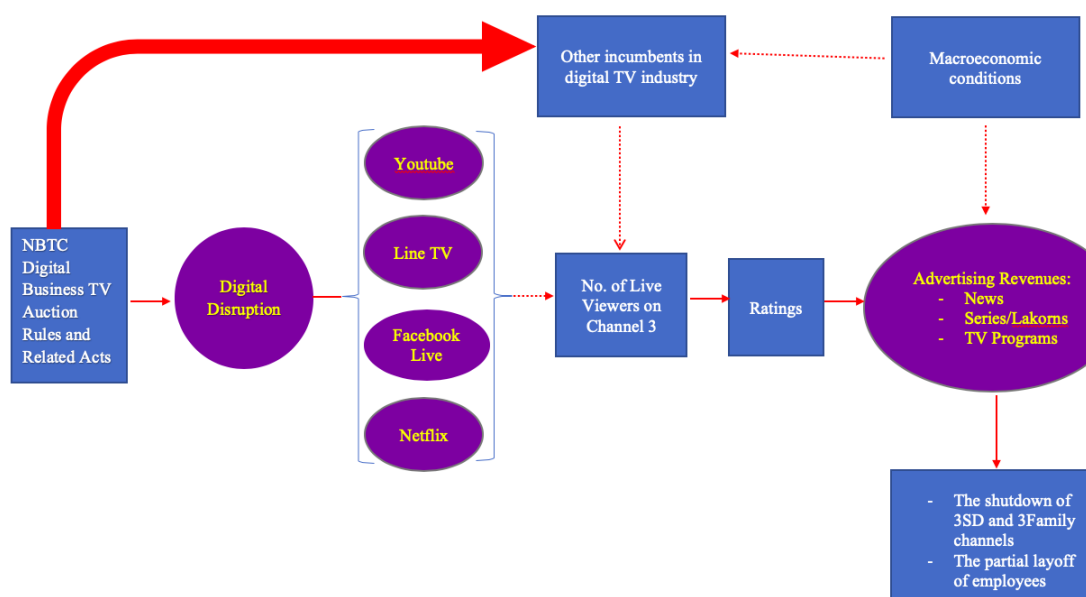 Other incumbents in
digital TV industry
Macroeconomic
conditions
Youtube
NBTC
Digital
Business TV
Auction
Rules and
Related Acts
Digital
Disruption
Line TV
Facebook
Live
Netflix
No. of Live
Viewers on
Channel 3
Ratings
Advertising Revenues:
- News
- Series/Lakorns
- TV Programs
- The shutdown of
3SD and 3Family
channels
- The partial layoff
of employees